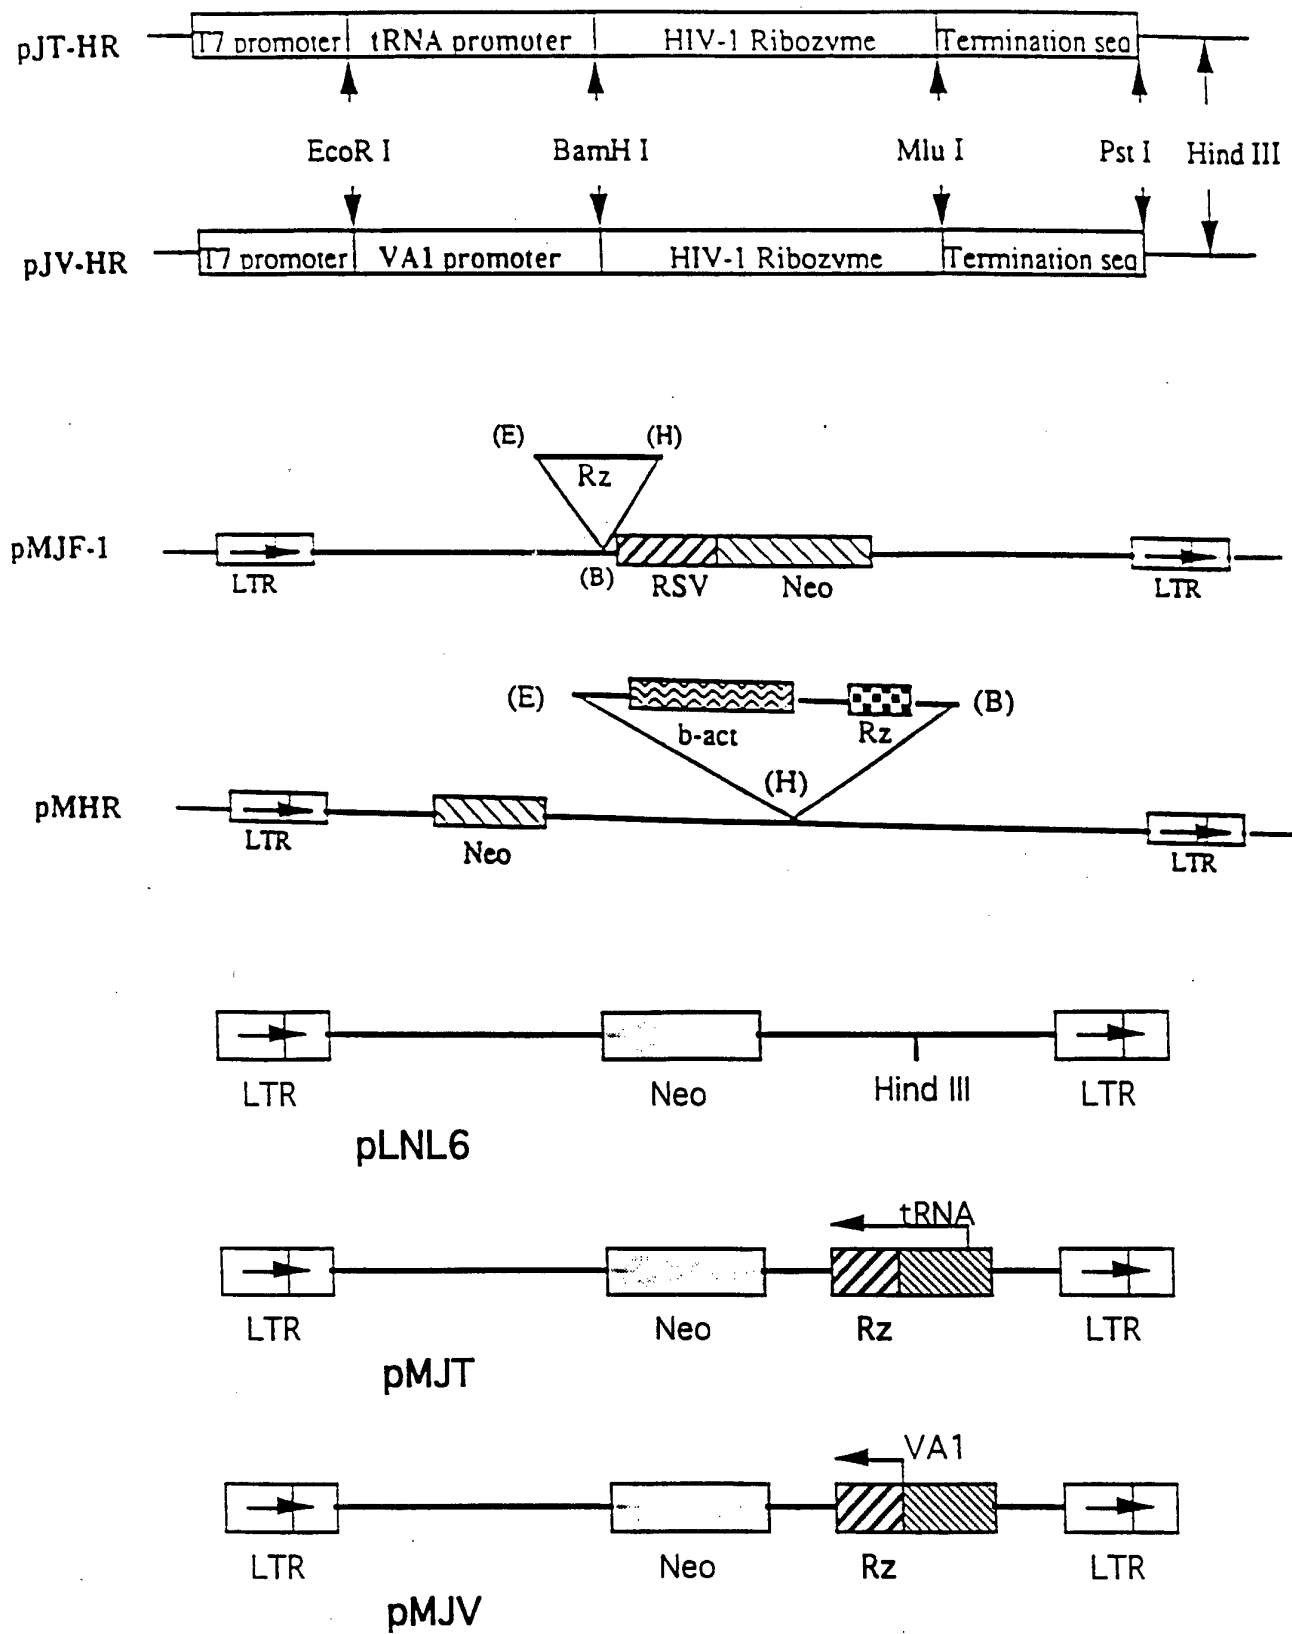 pJT-HR T7 promoter tRNA promoter HIV-1 Ribozyme Termination seq
EcoR I BamH I Mlu I Pst I Hind III
pJV-HR T7 promoter VA1 promoter HIV-1 Ribozyme Termination seq
(E) (H)
Rz
pMJF-1
LTR (B) RSV Neo LTR
(E) (B)
b-act Rz
(H)
pMHR
LTR Neo LTR
LTR Neo Hind III LTR
pLNL6
tRNA
LTR Neo Rz LTR
pMJT
VA1
LTR Neo Rz LTR
pMJV